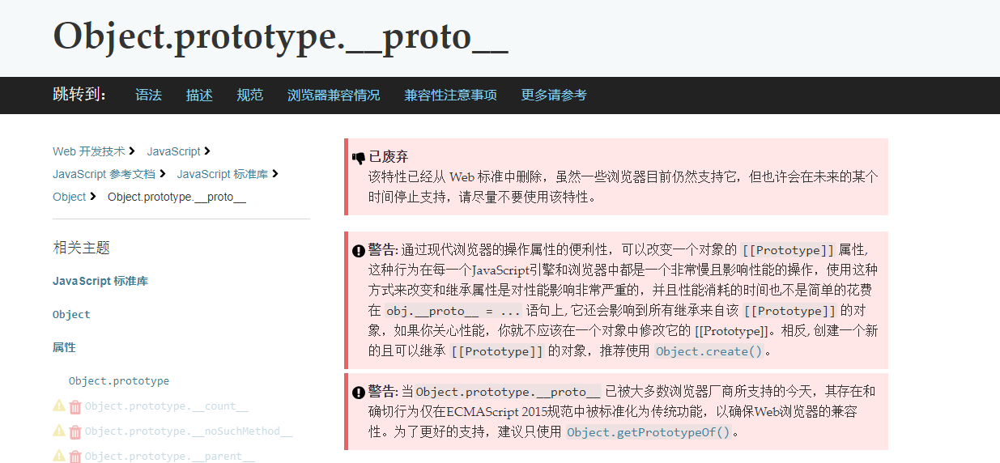 Object.prototype.__proto__
跳转到： 语法 描述 规范 浏览器兼容情况 兼容性注意事项 更多请参考
Web 开发技术 JavaScript
JavaScript 参考文档 JavaScript 标准库
Object Object.prototype.__proto__
相关主题
JavaScript 标准库
Object
属性
Object.prototype
Object.prototype.__count__
Object.prototype.__noSuchMethod__
Object.prototype.__parent__
已废弃
该特性已经从 Web 标准中删除，虽然一些浏览器目前仍然支持它，但也许会在未来的某个
时间停止支持，请尽量不要使用该特性。
警告: 通过现代浏览器的操作属性的便利性，可以改变一个对象的 [[Prototype]] 属性,
这种行为在每一个JavaScript引擎和浏览器中都是一个非常慢且影响性能的操作，使用这种
方式来改变和继承属性是对性能影响非常严重的，并且性能消耗的时间也不是简单的花费
在 obj.__proto__ = ... 语句上, 它还会影响到所有继承来自该 [[Prototype]] 的对
象，如果你关心性能，你就不应该在一个对象中修改它的 [[Prototype]]。相反, 创建一个新
的且可以继承 [[Prototype]] 的对象，推荐使用 Object.create()。
警告: 当Object.prototype.__proto__ 已被大多数浏览器厂商所支持的今天，其存在和
确切行为仅在ECMAScript 2015规范中被标准化为传统功能，以确保Web浏览器的兼容
性。为了更好的支持，建议只使用 Object.getPrototypeOf()。